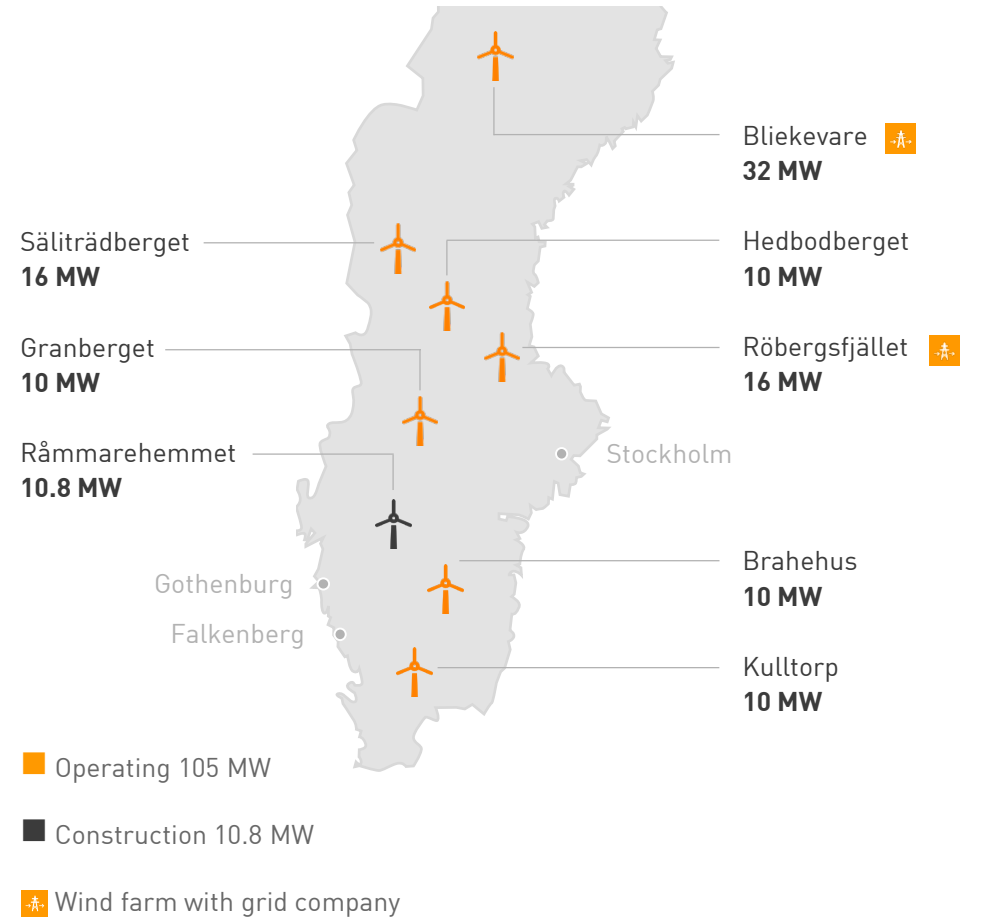 Bliekevare
32 MW
Säliträdberget
16 MW
Hedbodberget
10 MW
Granberget
10 MW
Röbergsfjället
16 MW
Råmmarehemmet
10.8 MW
Stockholm
Gothenburg
Brahehus
10 MW
Falkenberg
Kulltorp
10 MW
Operating 105 MW
Construction 10.8 MW
Wind farm with grid company